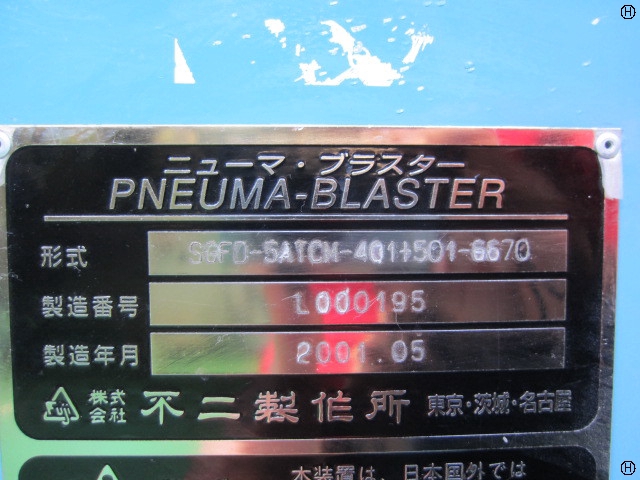 ニューマ・ブラスター
PNEUMA-BLASTER
形式 SGFD-5ATCM-401+501-6670
製造番号 L000195
製造年月 2001.05
Fuji 株式会社 不二製作所 東京・茨城・名古屋
本装置は、日本国外では
H
H